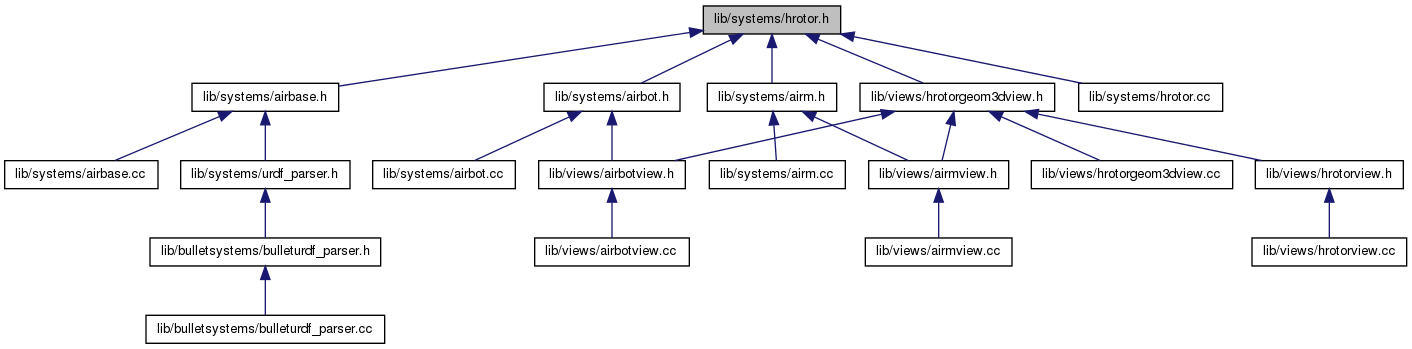 lib/systems/hrotor.h
lib/systems/airbase.h
lib/systems/airbot.h
lib/systems/airm.h
lib/views/hrotorgeom3dview.h
lib/systems/hrotor.cc
lib/systems/airbase.cc
lib/systems/urdf_parser.h
lib/systems/airbot.cc
lib/views/airbotview.h
lib/systems/airm.cc
lib/views/airmview.h
lib/views/hrotorgeom3dview.cc
lib/views/hrotorview.h
lib/bulletsystems/bulleturdf_parser.h
lib/views/airbotview.cc
lib/views/airmview.cc
lib/views/hrotorview.cc
lib/bulletsystems/bulleturdf_parser.cc